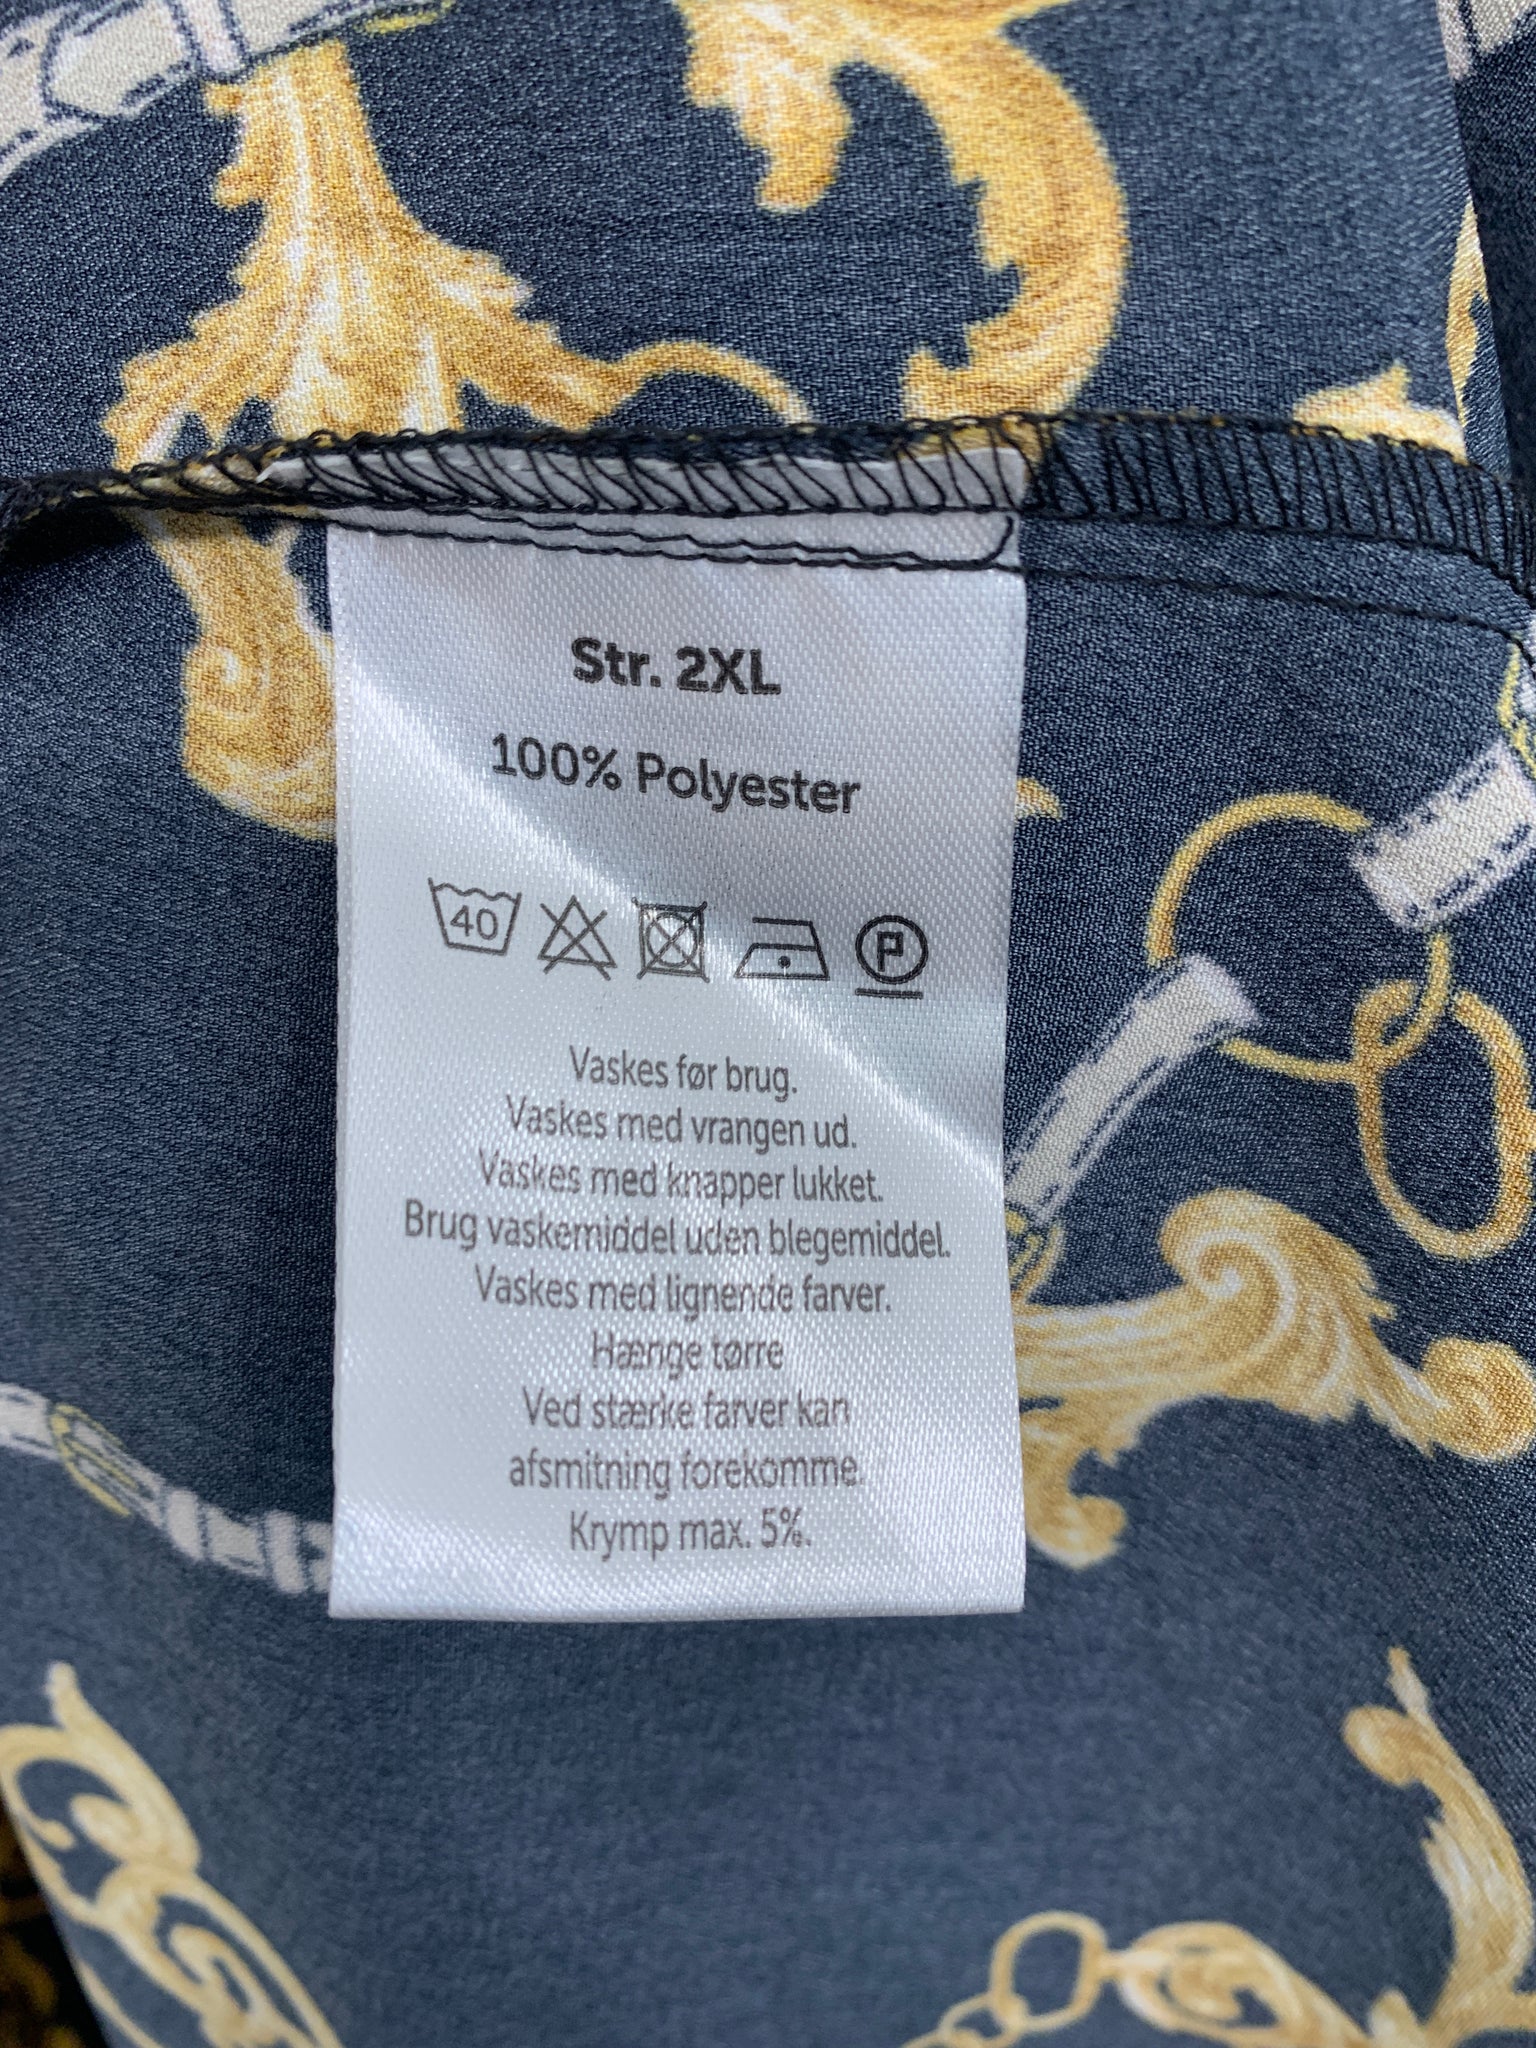 Str. 2XL
100% Polyester
40 P
Vaskes før brug.
Vaskes med vrangen ud.
Vaskes med knapper lukket.
Brug vaskemiddel uden blegemiddel.
Vaskes med lignende farver.
Hænge tørre
Ved stærke farver kan
afsmitning forekomme.
Krymp max. 5%.